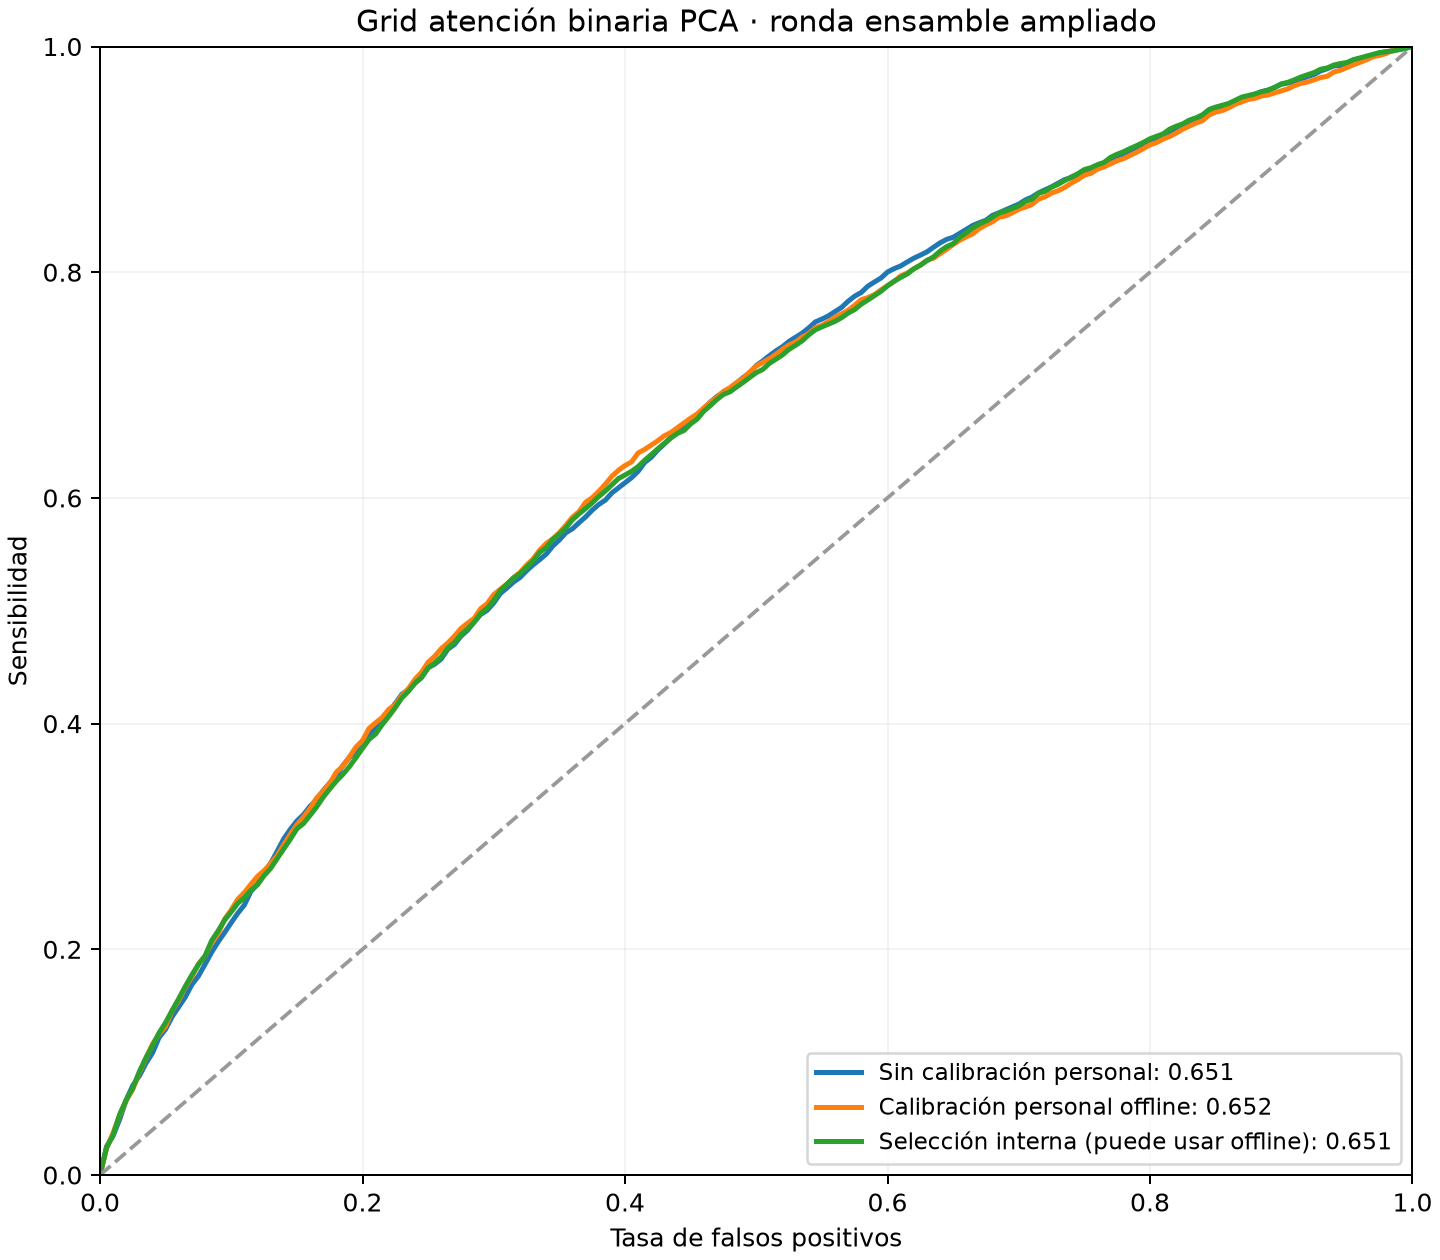 Grid atención binaria PCA · ronda ensamble ampliado
1.0
0.8
0.6
0.4
0.2
0.0
Sensibilidad
Sin calibración personal: 0.651
Calibración personal offline: 0.652
Selección interna (puede usar offline): 0.651
0.0 0.2 0.4 0.6 0.8 1.0
Tasa de falsos positivos